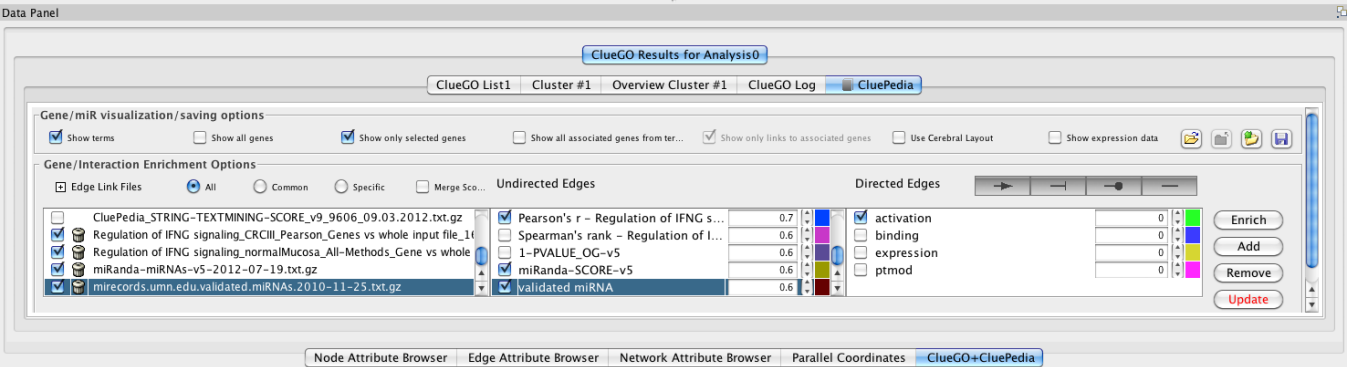 Data Panel
ClueGO Results for Analysis0
ClueGO List1 Cluster #1 Overview Cluster #1 ClueGO Log CluePedia
Gene/miR visualization/saving options
Show terms Show all genes Show only selected genes Show all associated genes from ter... Show only links to associated genes Use Cerebral Layout Show expression data
Gene/Interaction Enrichment Options
Edge Link Files All Common Specific Merge Sco... Undirected Edges Directed Edges
CluePedia_STRING-TEXTMINING-SCORE_v9_9606_09.03.2012.txt.gz Pearson's r - Regulation of IFNG s... 0.7 activation 0 Enrich
Regulation of IFNG signaling_CRCIII_Pearson_Genes vs whole input file_16 Spearman's rank - Regulation of I... 0.6 binding 0
Regulation of IFNG signaling_normalMucosa_All-Methods_Gene vs whole 1-PVALUE_OG-v5 0.6 expression 0 Add
miRanda-miRNAs-v5-2012-07-19.txt.gz miRanda-SCORE-v5 0.6 ptmod 0 Remove
mirecords.umn.edu.validated.miRNAs.2010-11-25.txt.gz validated miRNA 0.6 Update
Node Attribute Browser Edge Attribute Browser Network Attribute Browser Parallel Coordinates ClueGO+CluePedia